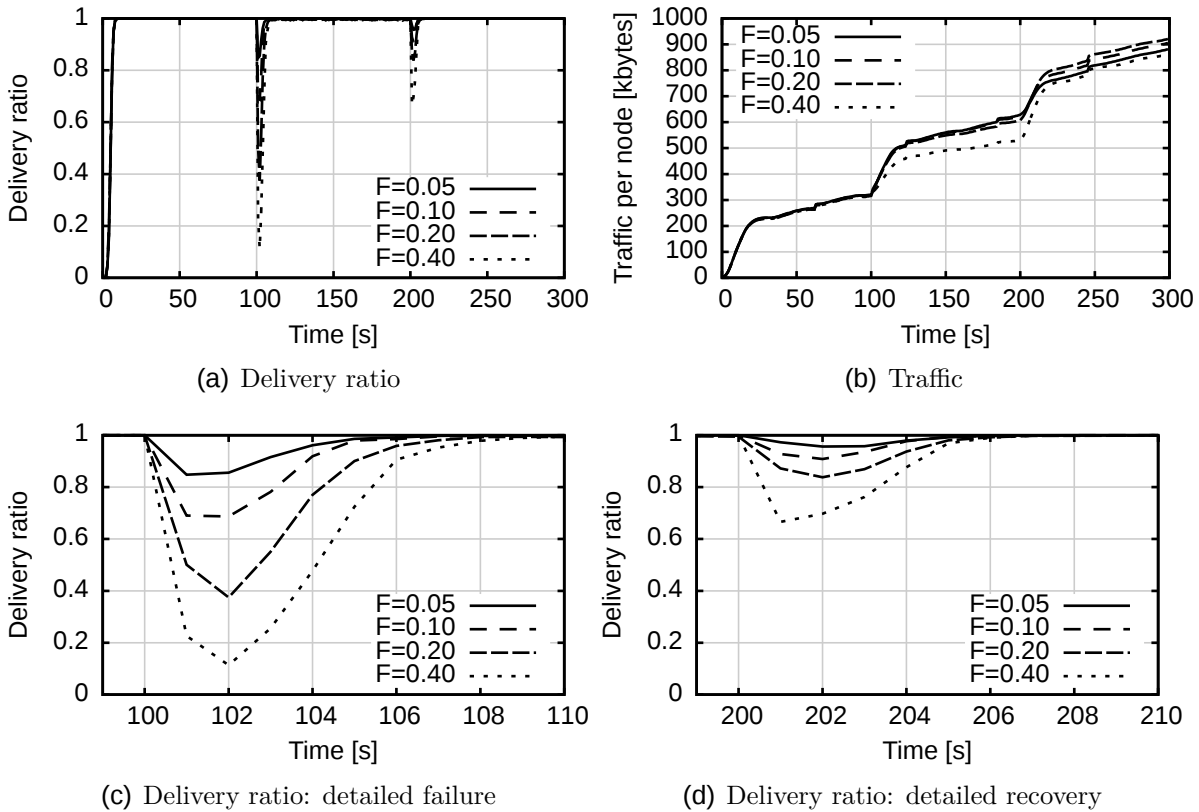 1
0.8
0.6
0.4
0.2
0
Delivery ratio
F=0.05
F=0.10
F=0.20
F=0.40
0 50 100 150 200 250 300
Time [s]
(a) Delivery ratio
1000
900
800
700
600
500
400
300
200
100
0
Traffic per node [kbytes]
F=0.05
F=0.10
F=0.20
F=0.40
0 50 100 150 200 250 300
Time [s]
(b) Traffic
1
0.8
0.6
0.4
0.2
0
Delivery ratio
F=0.05
F=0.10
F=0.20
F=0.40
100 102 104 106 108 110
Time [s]
(c) Delivery ratio: detailed failure
1
0.8
0.6
0.4
0.2
0
Delivery ratio
F=0.05
F=0.10
F=0.20
F=0.40
200 202 204 206 208 210
Time [s]
(d) Delivery ratio: detailed recovery